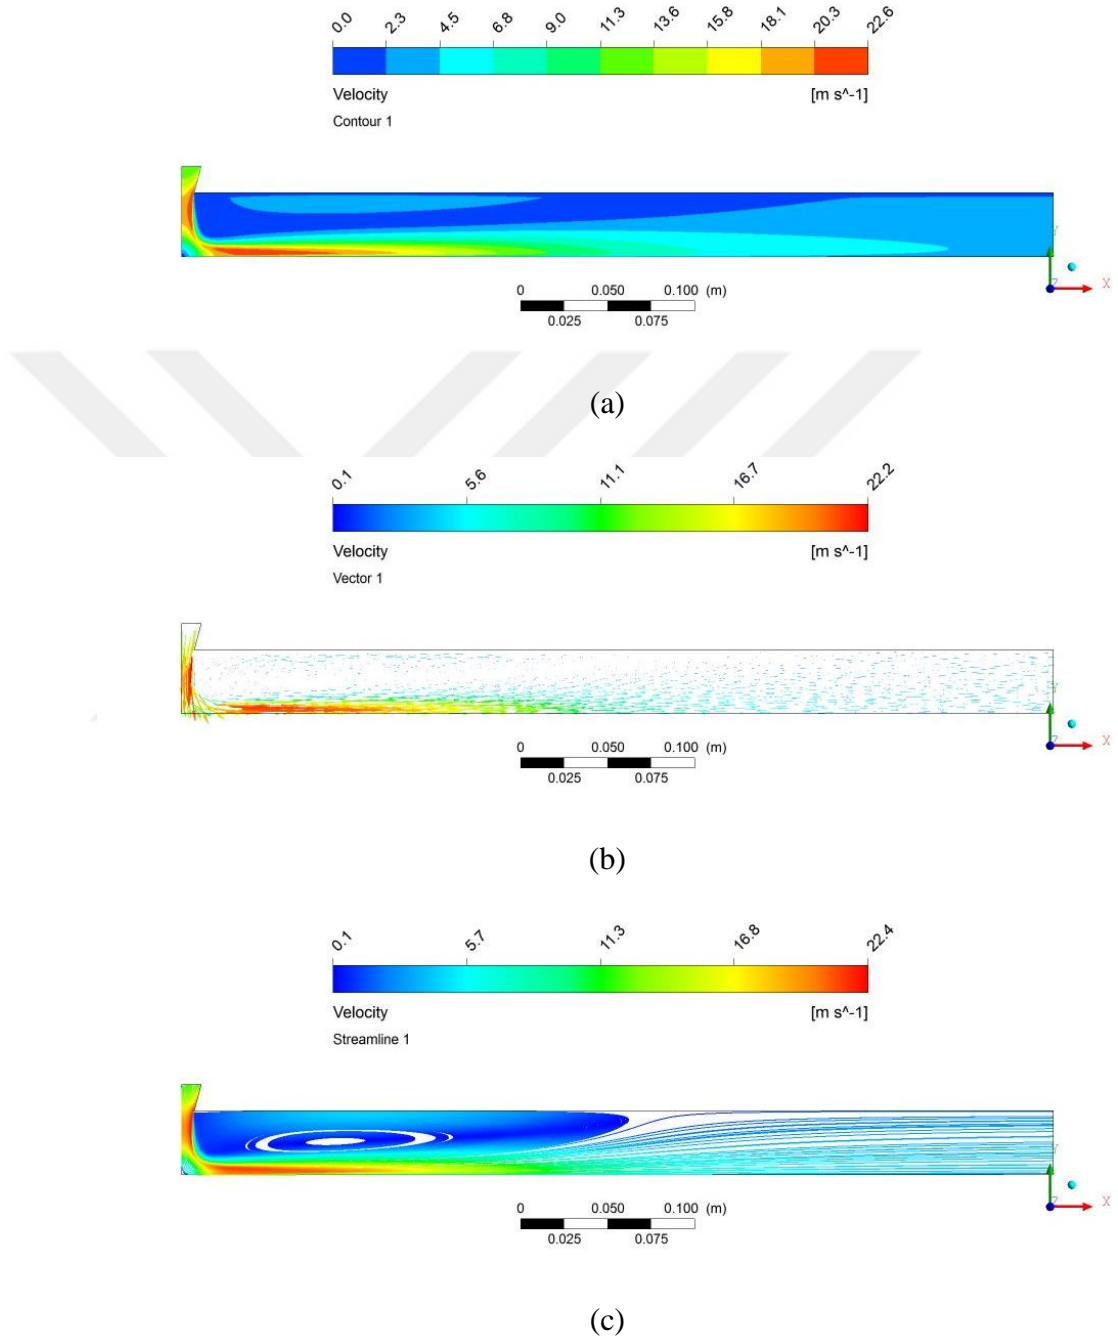 0.0 2.3 4.5 6.8 9.0 11.3 13.6 15.8 18.1 20.3 22.6
Velocity [m s^-1]
Contour 1
Y
Z X
0 0.050 0.100 (m)
0.025 0.075
(a)
0.1 5.6 11.1 16.7 22.2
Velocity [m s^-1]
Vector 1
Y
Z X
0 0.050 0.100 (m)
0.025 0.075
(b)
0.1 5.7 11.3 16.8 22.4
Velocity [m s^-1]
Streamline 1
Y
Z X
0 0.050 0.100 (m)
0.025 0.075
(c)